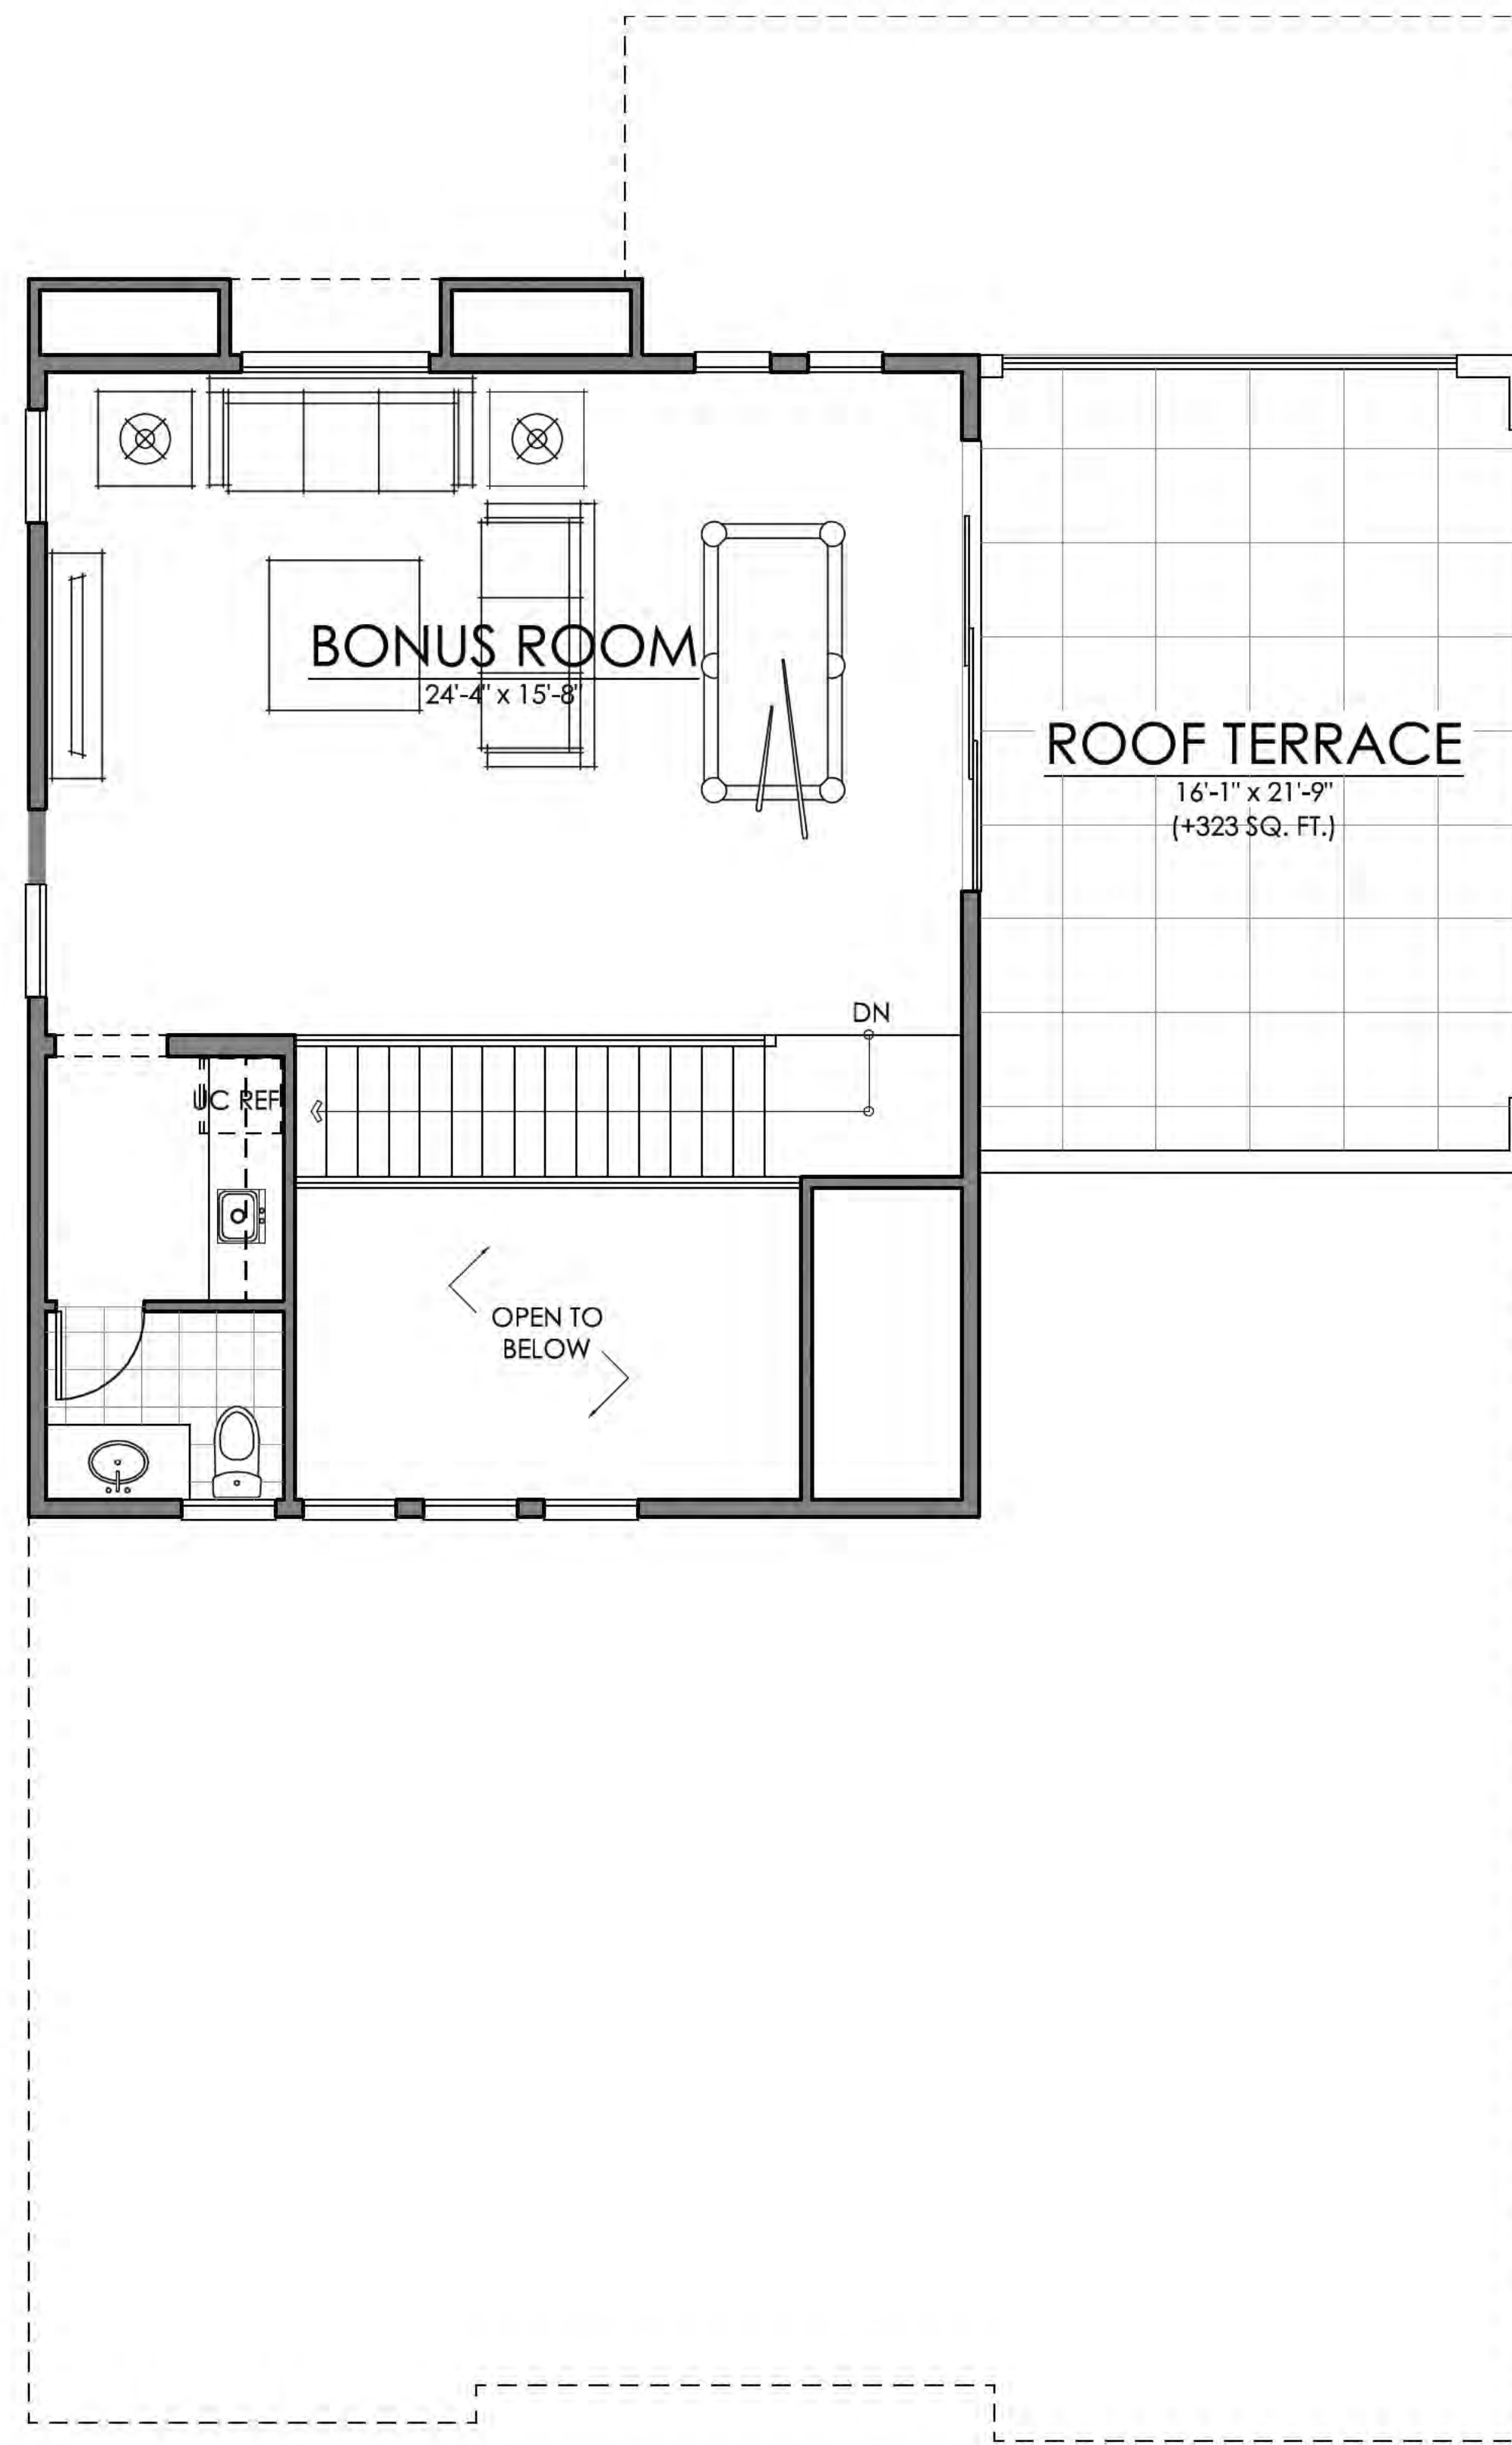 BONUS ROOM
24'-4" x 15'-8"
ROOF TERRACE
16'-1" x 21'-9"
(+323 SQ. FT.)
DN
UC REF
OPEN TO
BELOW